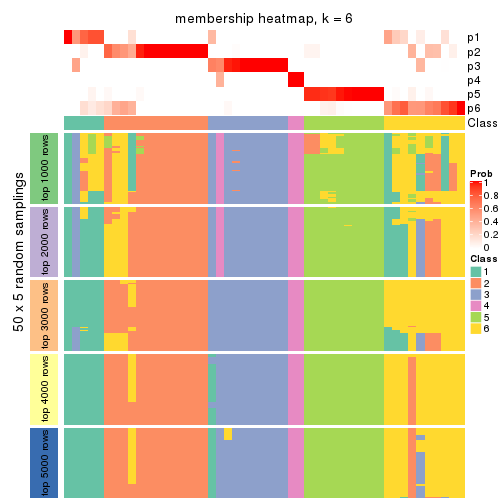 membership heatmap, k = 6
p1
p2
p3
p4
p5
p6
Class
50 x 5 random samplings
top 1000 rows
top 2000 rows
top 3000 rows
top 4000 rows
top 5000 rows
Prob
1
0.8
0.6
0.4
0.2
0
Class
1
2
3
4
5
6